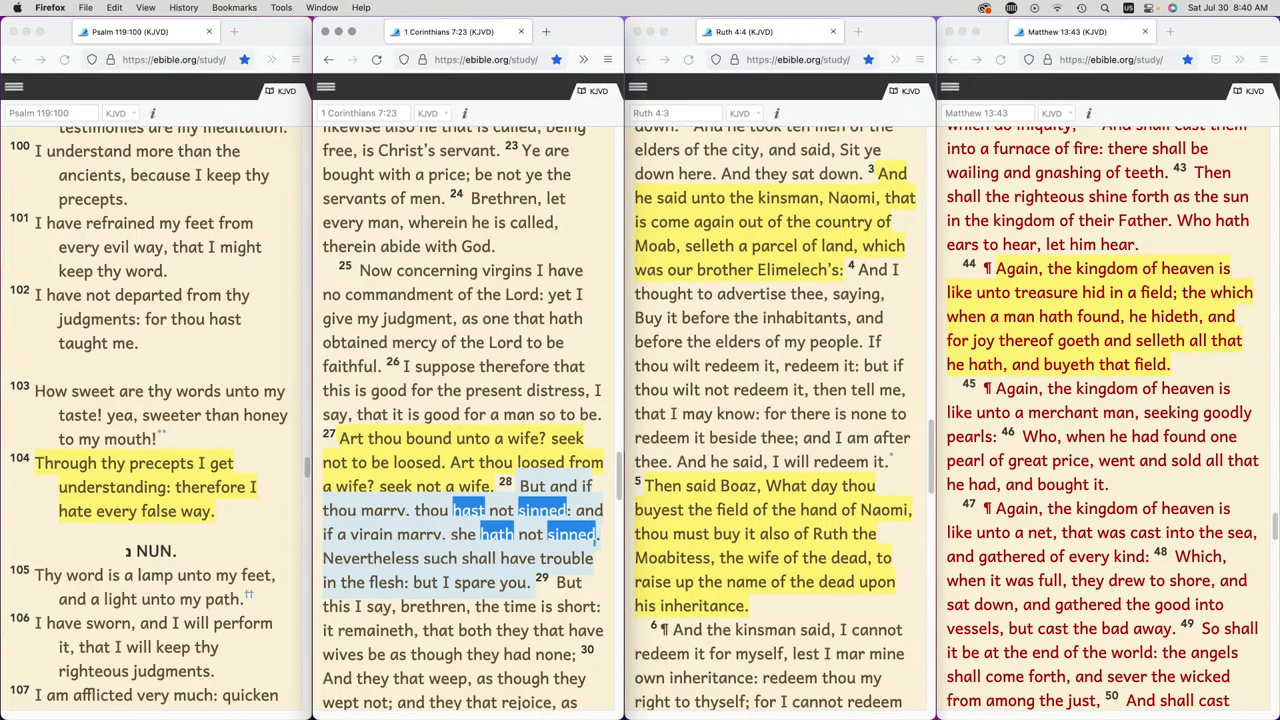 Firefox File Edit View History Bookmarks Tools Window Help
Sat Jul 30 8:40 AM
Psalm 119:100 (KJVD)
https://ebible.org/study/
KJVD
Psalm 119:100 KJVD
testimonies are my meditation.
100 I understand more than the
ancients, because I keep thy
precepts.
101 I have refrained my feet from
every evil way, that I might
keep thy word.
102 I have not departed from thy
judgments: for thou hast
taught me.
103 How sweet are thy words unto my
taste! yea, sweeter than honey
to my mouth!**
104 Through thy precepts I get
understanding: therefore I
hate every false way.
נ NUN.
105 Thy word is a lamp unto my feet,
and a light unto my path.††
106 I have sworn, and I will perform
it, that I will keep thy
righteous judgments.
107 I am afflicted very much: quicken
1 Corinthians 7:23 (KJVD)
https://ebible.org/study/
KJVD
1 Corinthians 7:23 KJVD
likewise also he that is called, being
free, is Christ’s servant. 23 Ye are
bought with a price; be not ye the
servants of men. 24 Brethren, let
every man, wherein he is called,
therein abide with God.
25 Now concerning virgins I have
no commandment of the Lord: yet I
give my judgment, as one that hath
obtained mercy of the Lord to be
faithful. 26 I suppose therefore that
this is good for the present distress, I
say, that it is good for a man so to be.
27 Art thou bound unto a wife? seek
not to be loosed. Art thou loosed from
a wife? seek not a wife. 28 But and if
thou marry, thou hast not sinned; and
if a virgin marry, she hath not sinned.
Nevertheless such shall have trouble
in the flesh: but I spare you. 29 But
this I say, brethren, the time is short:
it remaineth, that both they that have
wives be as though they had none; 30
And they that weep, as though they
wept not; and they that rejoice, as
Ruth 4:4 (KJVD)
https://ebible.org/study/
KJVD
Ruth 4:3 KJVD
down. And he took ten men of the
elders of the city, and said, Sit ye
down here. And they sat down. 3 And
he said unto the kinsman, Naomi, that
is come again out of the country of
Moab, selleth a parcel of land, which
was our brother Elimelech’s: 4 And I
thought to advertise thee, saying,
Buy it before the inhabitants, and
before the elders of my people. If
thou wilt redeem it, redeem it: but if
thou wilt not redeem it, then tell me,
that I may know: for there is none to
redeem it beside thee; and I am after
thee. And he said, I will redeem it.*
5 Then said Boaz, What day thou
buyest the field of the hand of Naomi,
thou must buy it also of Ruth the
Moabitess, the wife of the dead, to
raise up the name of the dead upon
his inheritance.
6 ¶ And the kinsman said, I cannot
redeem it for myself, lest I mar mine
own inheritance: redeem thou my
right to thyself; for I cannot redeem
Matthew 13:43 (KJVD)
https://ebible.org/study/
KJVD
Matthew 13:43 KJVD
which do iniquity; And shall cast them
into a furnace of fire: there shall be
wailing and gnashing of teeth. 43 Then
shall the righteous shine forth as the sun
in the kingdom of their Father. Who hath
ears to hear, let him hear.
44 ¶ Again, the kingdom of heaven is
like unto treasure hid in a field; the which
when a man hath found, he hideth, and
for joy thereof goeth and selleth all that
he hath, and buyeth that field.
45 ¶ Again, the kingdom of heaven is
like unto a merchant man, seeking goodly
pearls: 46 Who, when he had found one
pearl of great price, went and sold all that
he had, and bought it.
47 ¶ Again, the kingdom of heaven is
like unto a net, that was cast into the sea,
and gathered of every kind: 48 Which,
when it was full, they drew to shore, and
sat down, and gathered the good into
vessels, but cast the bad away. 49 So shall
it be at the end of the world: the angels
shall come forth, and sever the wicked
from among the just, 50 And shall cast